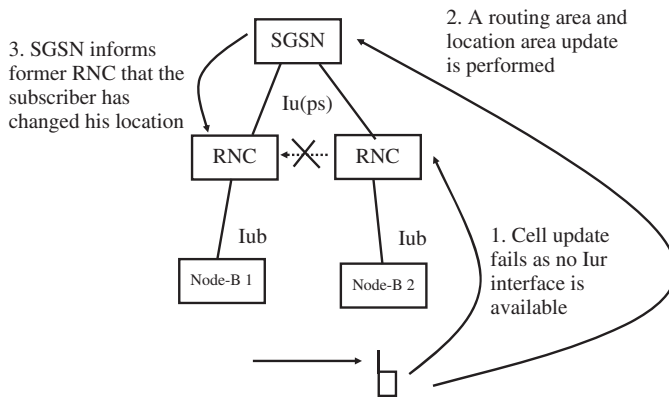 2. A routing area and
location area update
is performed
3. SGSN informs
former RNC that the
subscriber has
changed his location
SGSN
Iu(ps)
RNC
RNC
Iub
Iub
Node-B 1
Node-B 2
1. Cell update
fails as no Iur
interface is
available